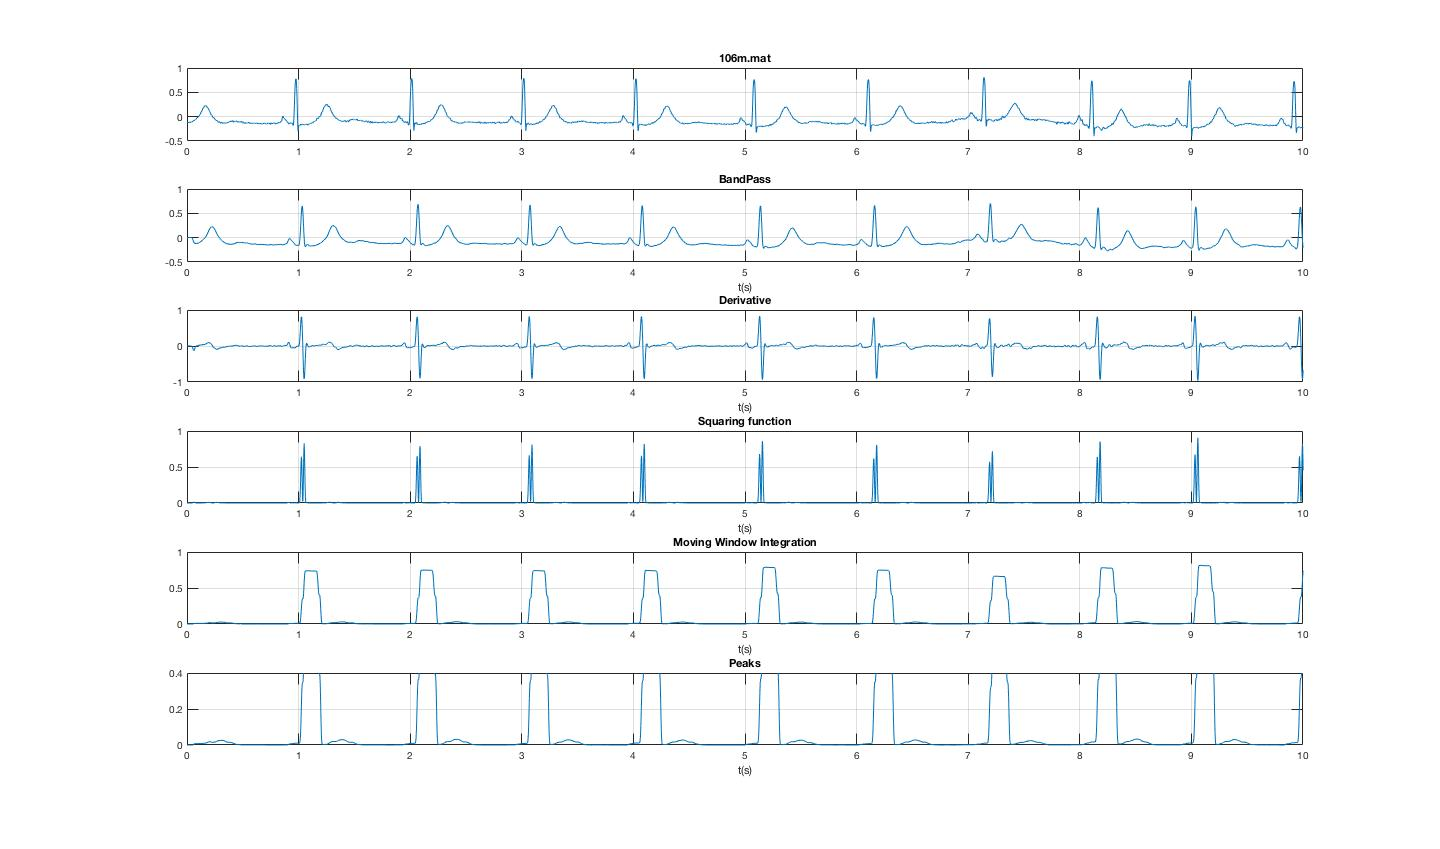 106m.mat
1
0.5
0
-0.5
0 1 2 3 4 5 6 7 8 9 10
BandPass
1
0.5
0
-0.5
0 1 2 3 4 5 6 7 8 9 10
t(s)
Derivative
1
0
-1
0 1 2 3 4 5 6 7 8 9 10
t(s)
Squaring function
1
0.5
0
0 1 2 3 4 5 6 7 8 9 10
t(s)
Moving Window Integration
1
0.5
0
0 1 2 3 4 5 6 7 8 9 10
t(s)
Peaks
0.4
0.2
0
0 1 2 3 4 5 6 7 8 9 10
t(s)